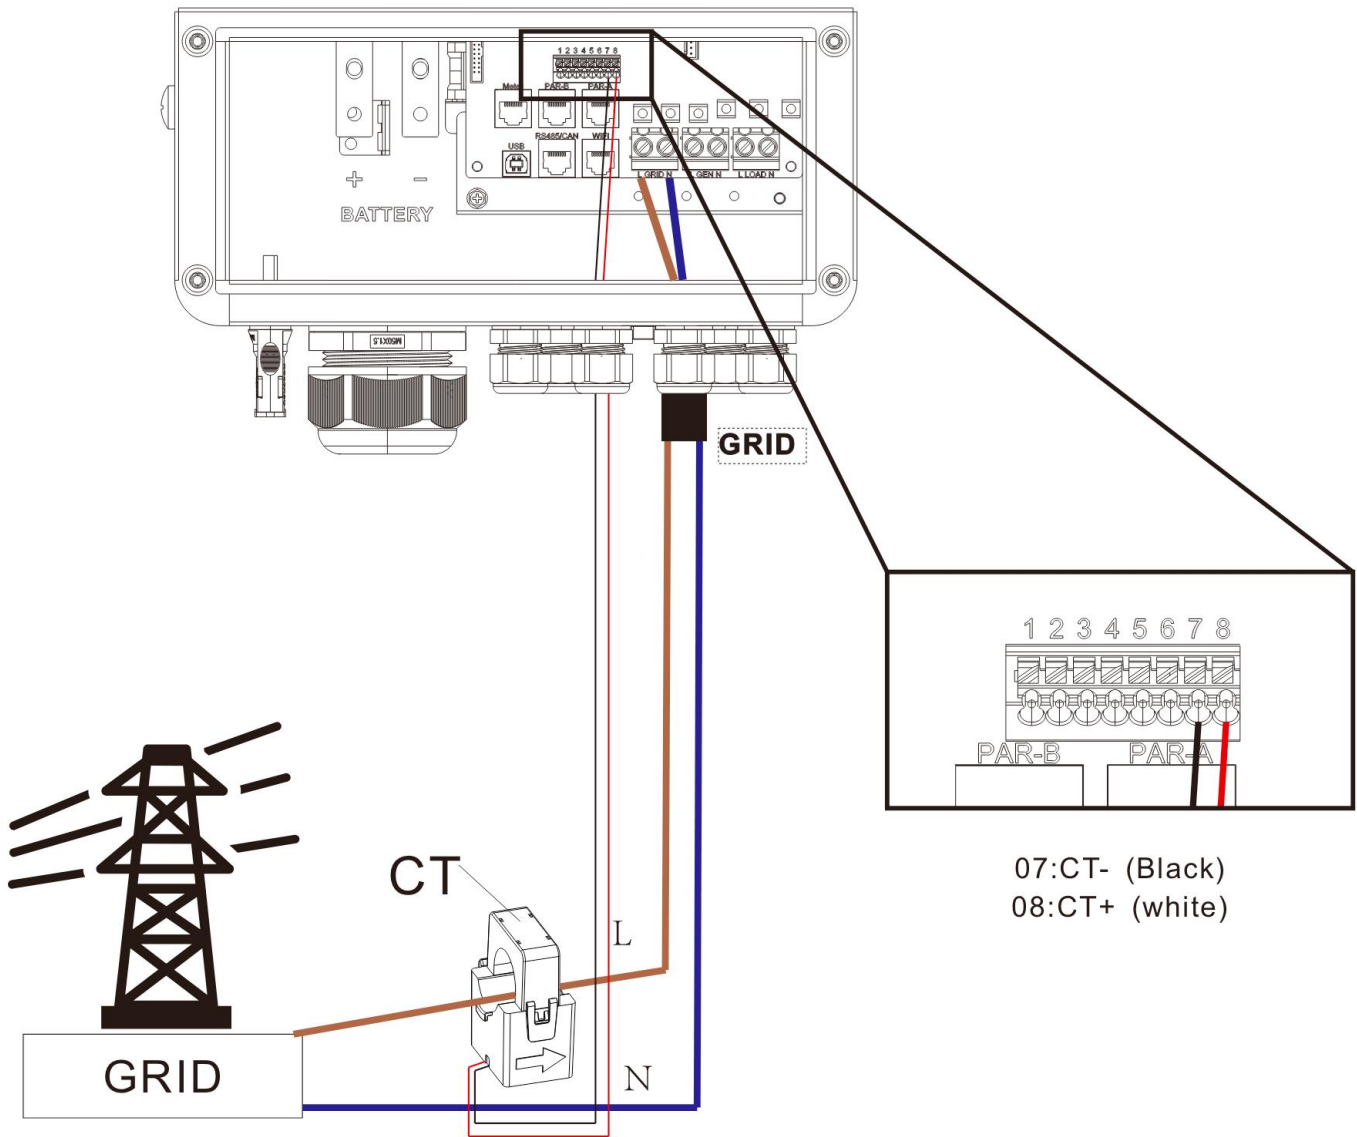 1 2 3 4 5 6 7 8
Meter PAR-B PAR-A
RS485/CAN WIFI
USB
L GRID N L GEN N L LOAD N
+ -
BATTERY
M50X1.5
GRID
1 2 3 4 5 6 7 8
PAR-B PAR-A
07:CT- (Black)
08:CT+ (white)
CT
L
N
GRID